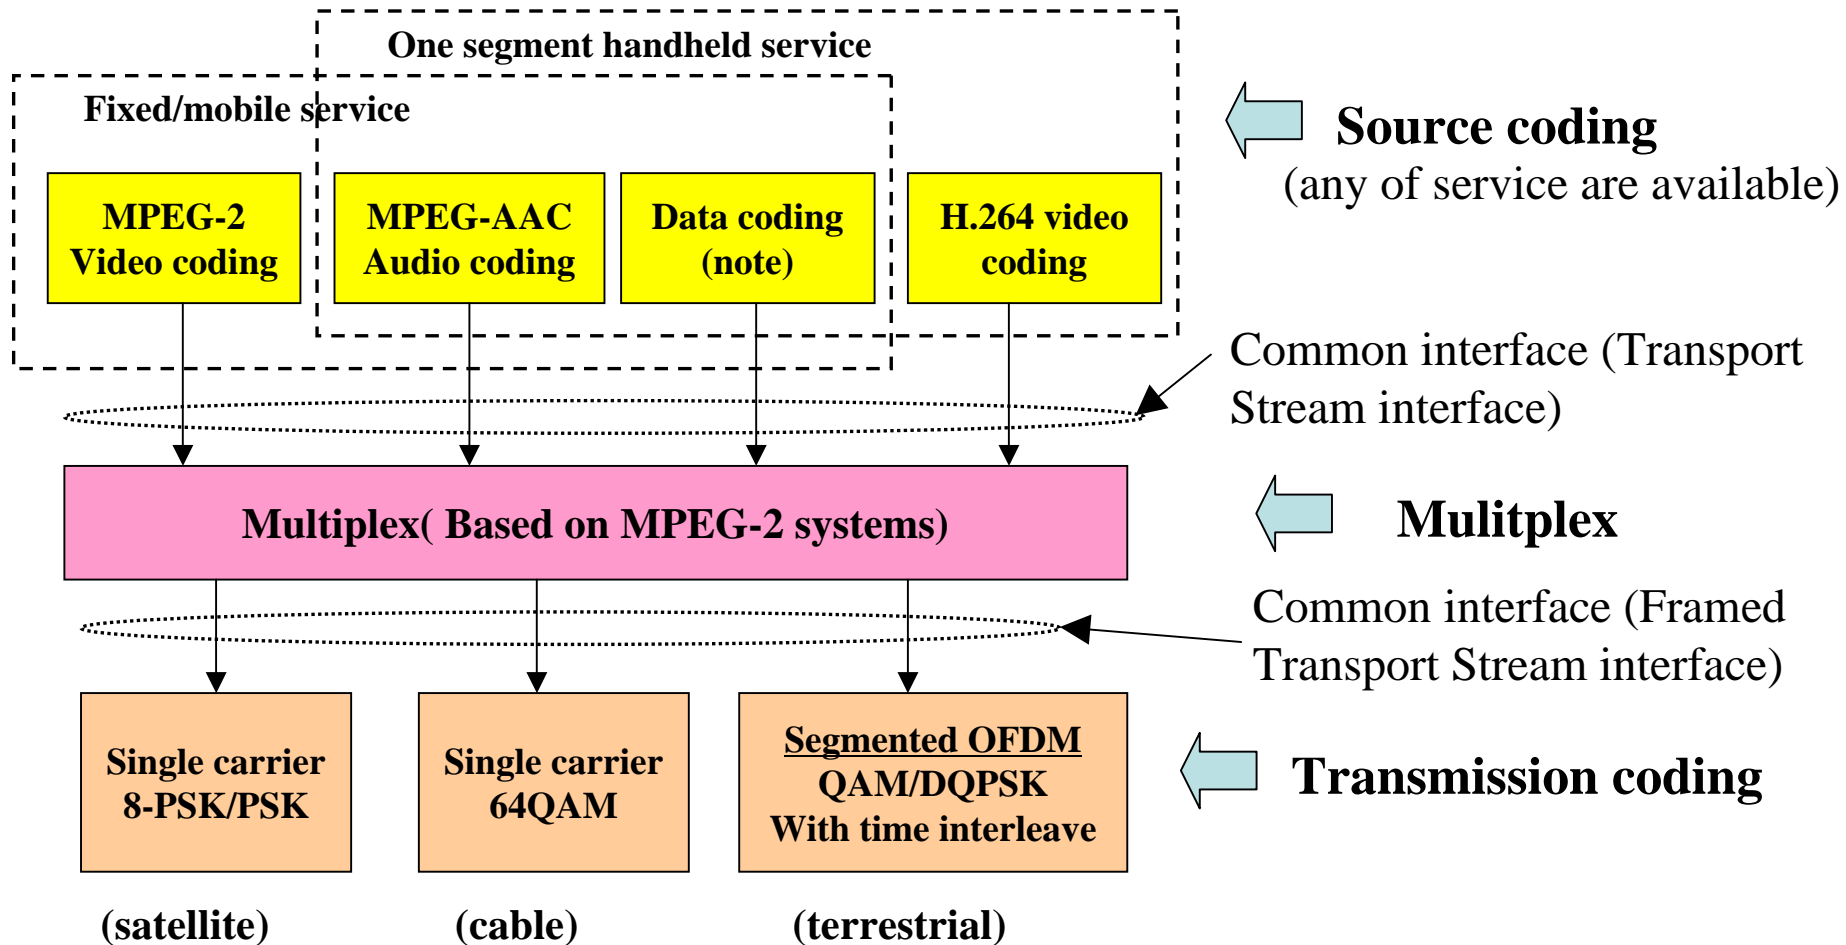 One segment handheld service
Fixed/mobile service
Source coding
(any of service are available)
MPEG-2
Video coding
MPEG-AAC
Audio coding
Data coding
(note)
H.264 video
coding
Common interface (Transport
Stream interface)
Multiplex( Based on MPEG-2 systems)
Mulitplex
Common interface (Framed
Transport Stream interface)
Single carrier
8-PSK/PSK
Single carrier
64QAM
Segmented OFDM
QAM/DQPSK
With time interleave
Transmission coding
(satellite)
(cable)
(terrestrial)